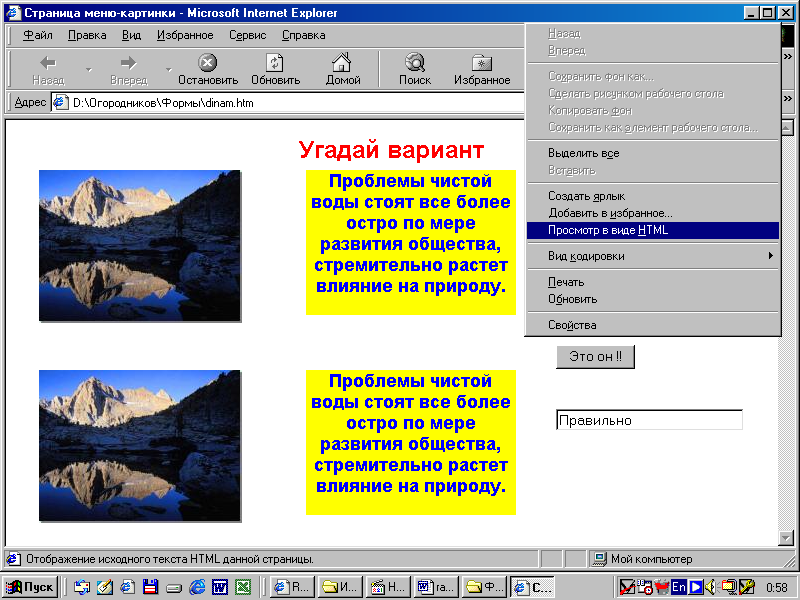 Страница меню-картинки - Microsoft Internet Explorer
Файл Правка Вид Избранное Сервис Справка
Назад Вперед Остановить Обновить Домой Поиск Избранное
Адрес D:\Огородников\Формы\dinam.htm
Назад
Вперед
Сохранить фон как...
Сделать рисунком рабочего стола
Копировать фон
Сохранить как элемент рабочего стола...
Выделить все
Вставить
Создать ярлык
Добавить в избранное...
Просмотр в виде HTML
Вид кодировки
Печать
Обновить
Свойства
Угадай вариант
Проблемы чистой
воды стоят все более
остро по мере
развития общества,
стремительно растет
влияние на природу.
Это он !!
Проблемы чистой
воды стоят все более
остро по мере
развития общества,
стремительно растет
влияние на природу.
Правильно
Отображение исходного текста HTML данной страницы. Мой компьютер
Пуск R... И... Н... ra... Ф... С... En 0:58